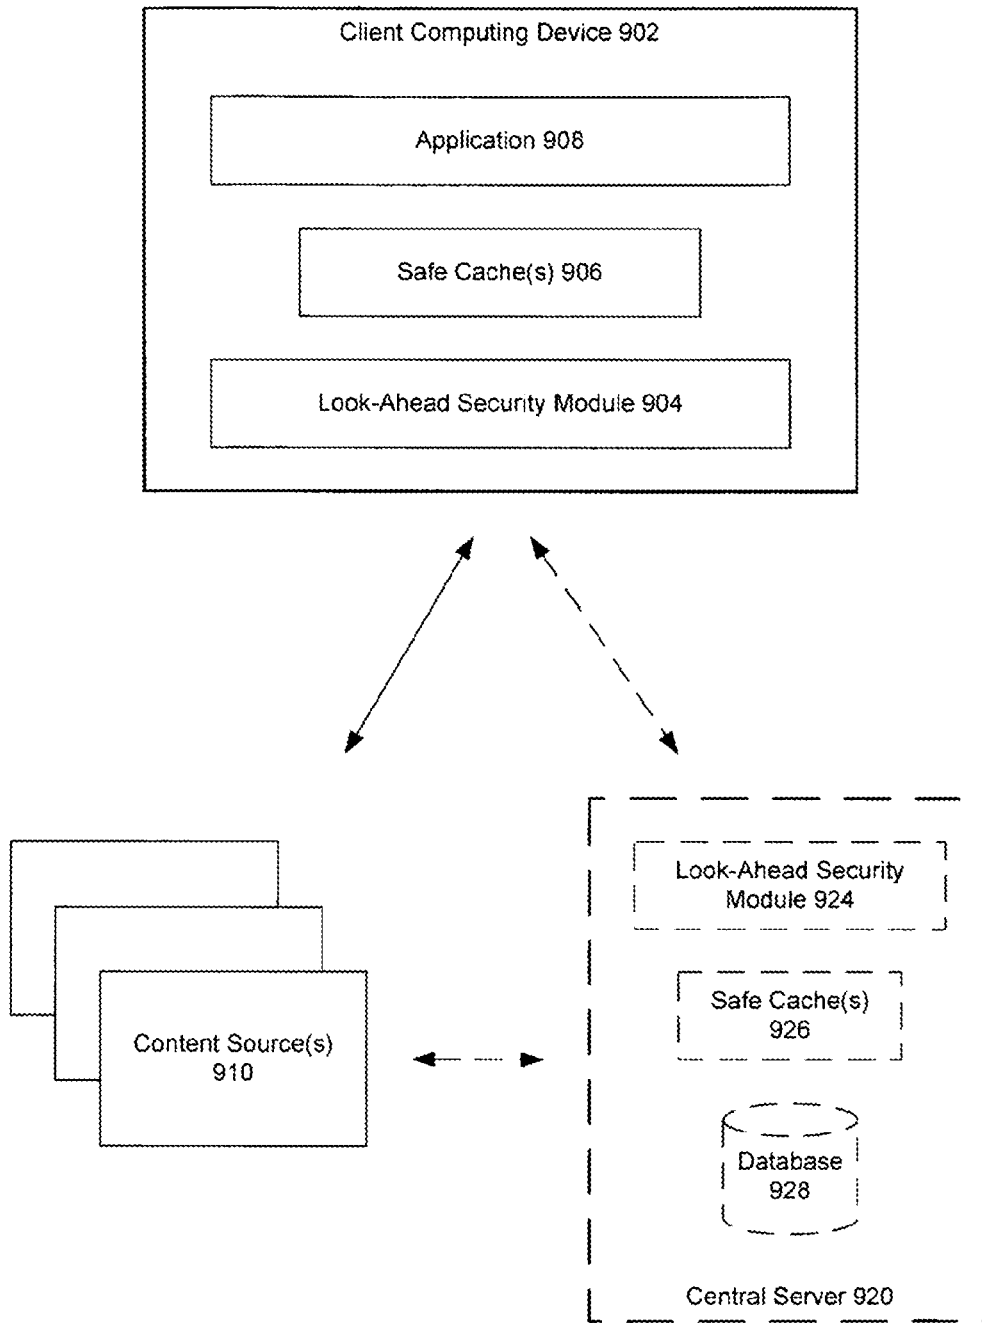 Client Computing Device 902
Application 908
Safe Cache(s) 906
Look-Ahead Security Module 904
Look-Ahead Security
Module 924
Safe Cache(s)
926
Content Source(s)
910
Database
928
Central Server 920